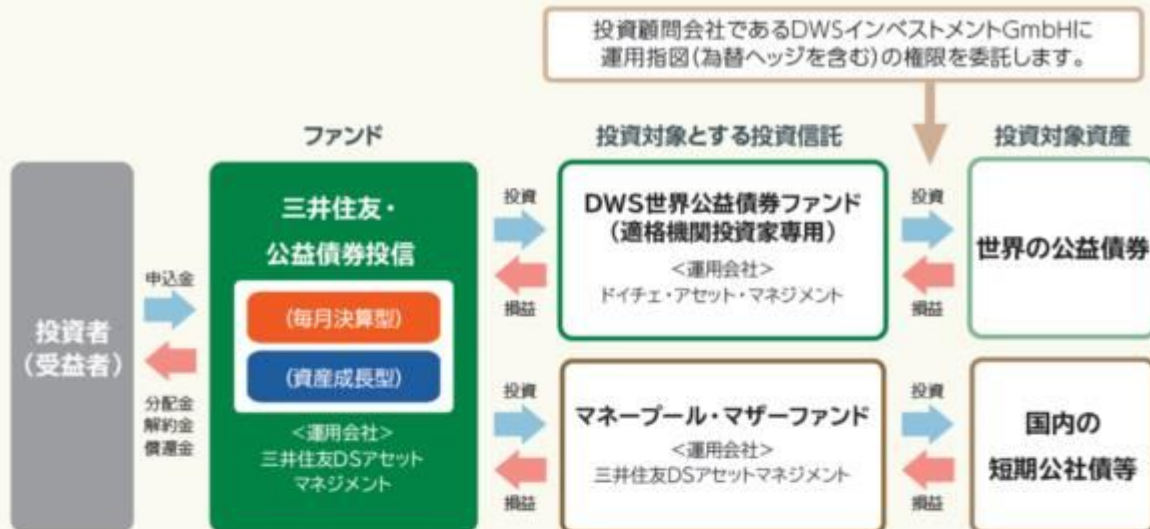 投資顧問会社であるDWSインベストメントGmbHに
運用指図(為替ヘッジを含む)の権限を委託します。
ファンド
投資対象とする投資信託
投資対象資産
投資者
(受益者)
申込金
分配金
解約金
償還金
三井住友・
公益債券投信
(毎月決算型)
(資産成長型)
<運用会社>
三井住友DSアセット
マネジメント
投資
損益
DWS世界公益債券ファンド
(適格機関投資家専用)
<運用会社>
ドイチェ・アセット・マネジメント
投資
損益
世界の公益債券
投資
損益
マネープール・マザーファンド
<運用会社>
三井住友DSアセットマネジメント
投資
損益
国内の
短期公社債等